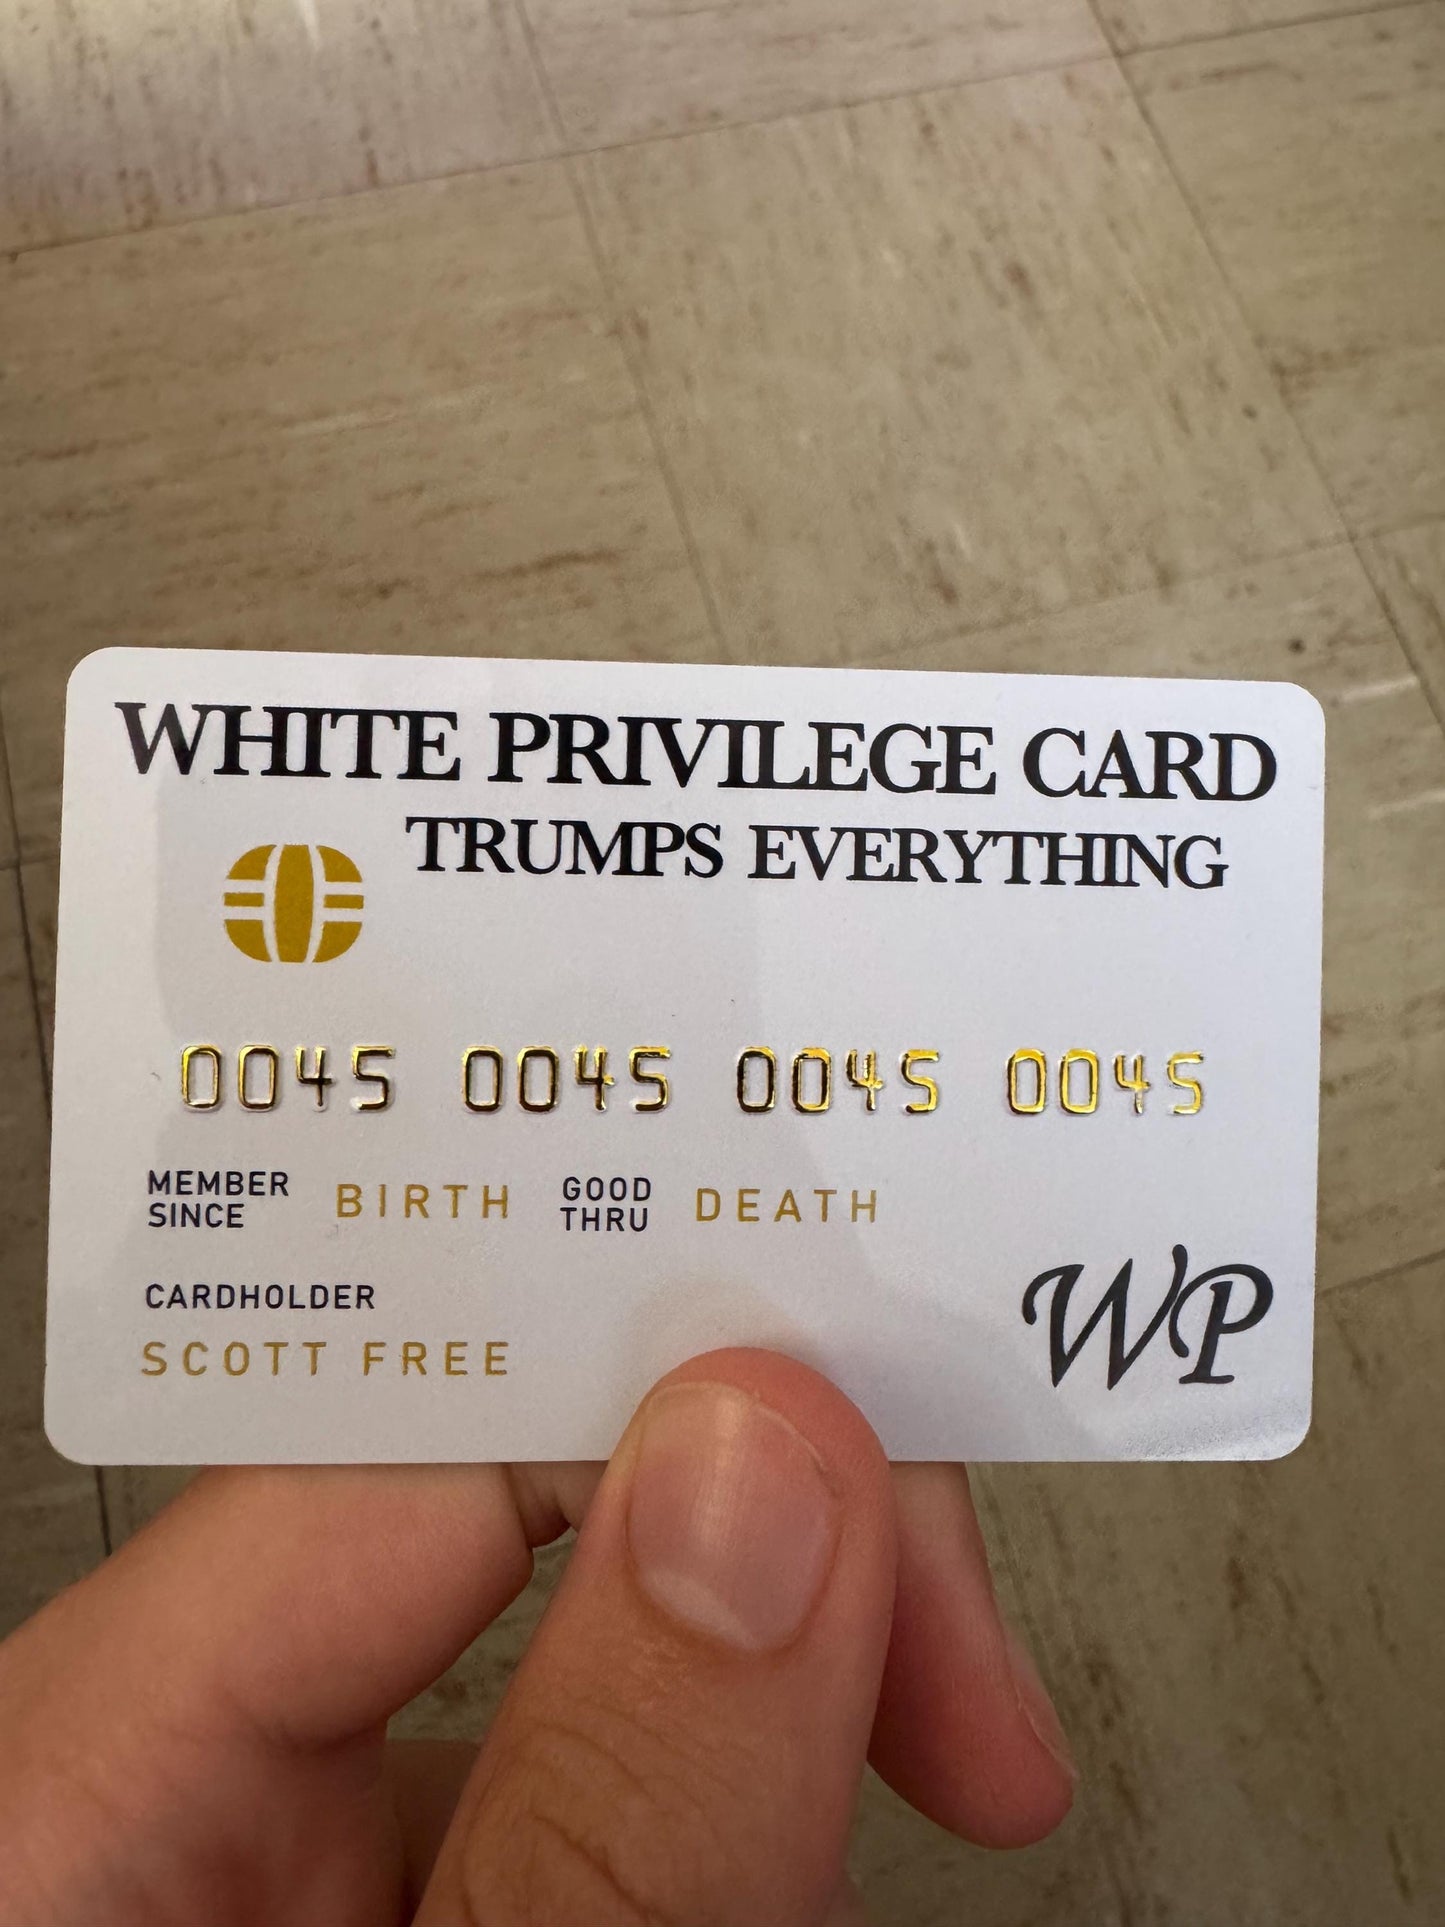 WHITE PRIVILEGE CARD
TRUMPS EVERYTHING
0045 0045 0045 0045
MEMBER SINCE BIRTH GOOD THRU DEATH
CARDHOLDER
SCOTT FREE
WP